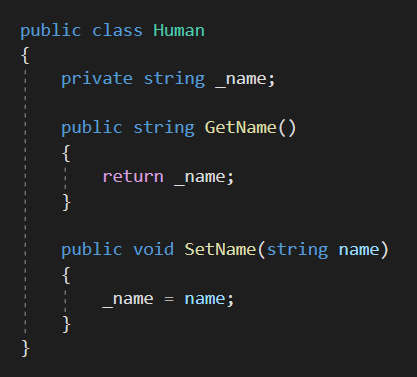 public class Human
{
    private string _name;
    public string GetName()
    {
        return _name;
    }
    public void SetName(string name)
    {
        _name = name;
    }
}